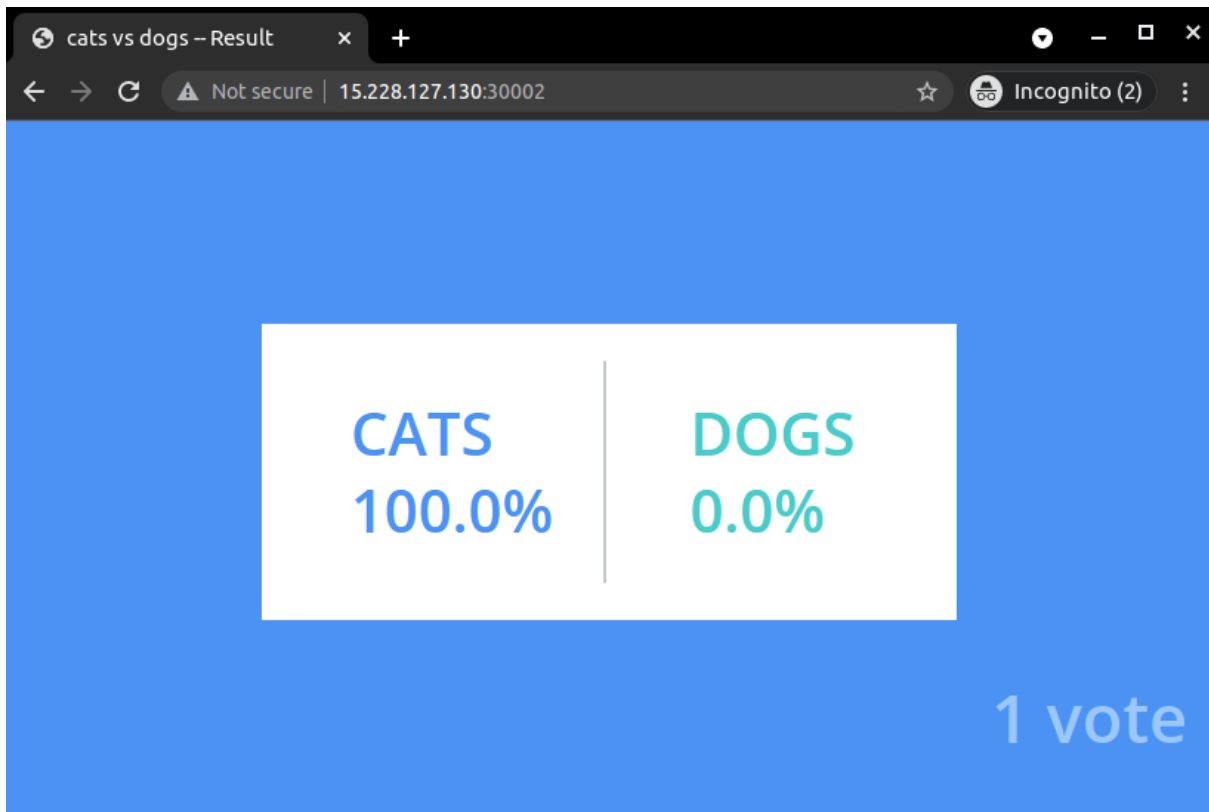 cats vs dogs -- Result
Not secure 15.228.127.130:30002 Incognito (2)
CATS DOGS
100.0% 0.0%
1 vote